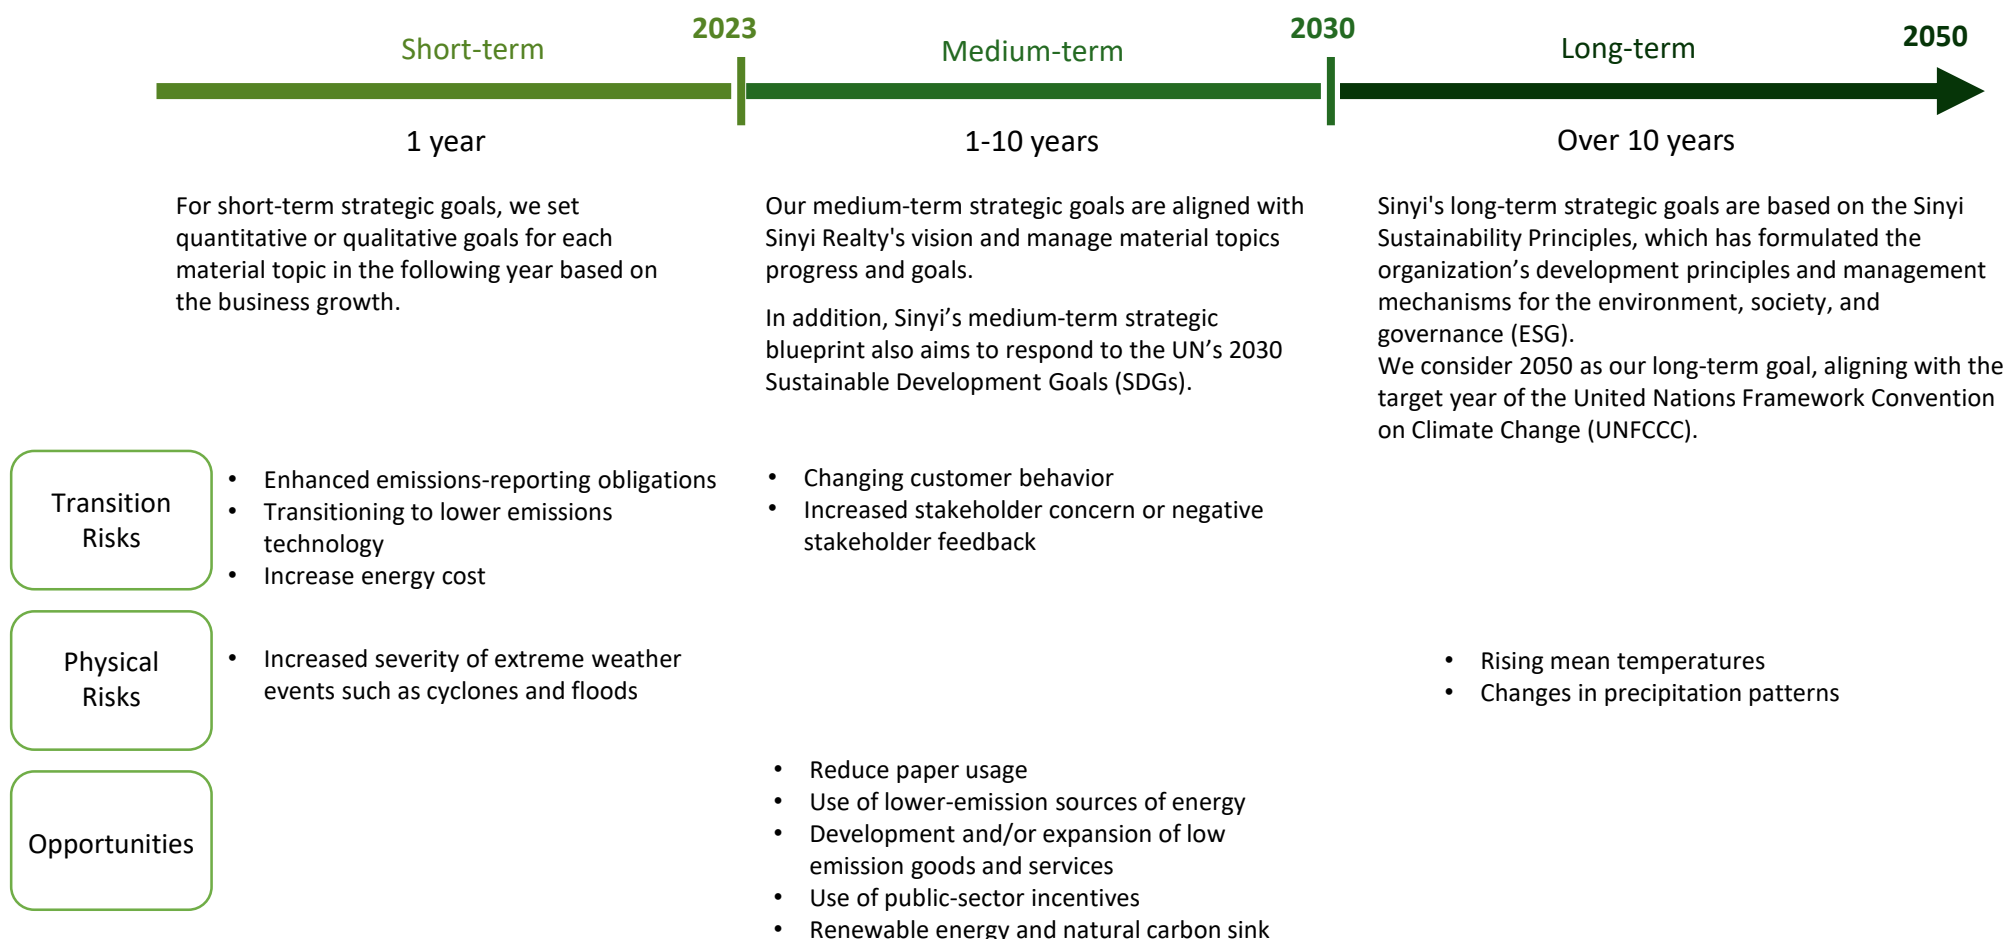 Short-term
2023
Medium-term
2030
Long-term
2050
1 year
1-10 years
Over 10 years
For short-term strategic goals, we set
quantitative or qualitative goals for each
material topic in the following year based on
the business growth.
Our medium-term strategic goals are aligned with
Sinyi Realty's vision and manage material topics
progress and goals.
In addition, Sinyi’s medium-term strategic
blueprint also aims to respond to the UN’s 2030
Sustainable Development Goals (SDGs).
Sinyi's long-term strategic goals are based on the Sinyi
Sustainability Principles, which has formulated the
organization’s development principles and management
mechanisms for the environment, society, and
governance (ESG).
We consider 2050 as our long-term goal, aligning with the
target year of the United Nations Framework Convention
on Climate Change (UNFCCC).
Transition
Risks
• Enhanced emissions-reporting obligations
• Transitioning to lower emissions
technology
• Increase energy cost
• Changing customer behavior
• Increased stakeholder concern or negative
stakeholder feedback
Physical
Risks
• Increased severity of extreme weather
events such as cyclones and floods
• Rising mean temperatures
• Changes in precipitation patterns
Opportunities
• Reduce paper usage
• Use of lower-emission sources of energy
• Development and/or expansion of low
emission goods and services
• Use of public-sector incentives
• Renewable energy and natural carbon sink